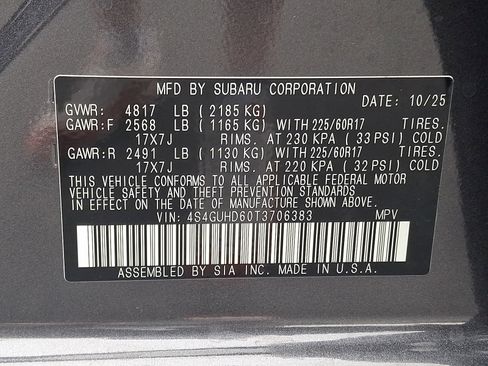 MFD BY SUBARU CORPORATION
DATE: 10/25
GVWR: 4817 LB ( 2185 KG)
GAWR:F 2568 LB ( 1165 KG) WITH 225/60R17 TIRES.
17X7J RIMS. AT 230 KPA ( 33 PSI) COLD
GAWR:R 2491 LB ( 1130 KG) WITH 225/60R17 TIRES.
17X7J RIMS. AT 220 KPA ( 32 PSI) COLD
THIS VEHICLE CONFORMS TO ALL APPLICABLE FEDERAL MOTOR
VEHICLE SAFETY AND THEFT PREVENTION STANDARDS
IN EFFECT ON THE DATE OF MANUFACTURE SHOWN ABOVE.
VIN: 4S4GUHD60T3706383 MPV
ASSEMBLED BY SIA INC. MADE IN U.S.A.